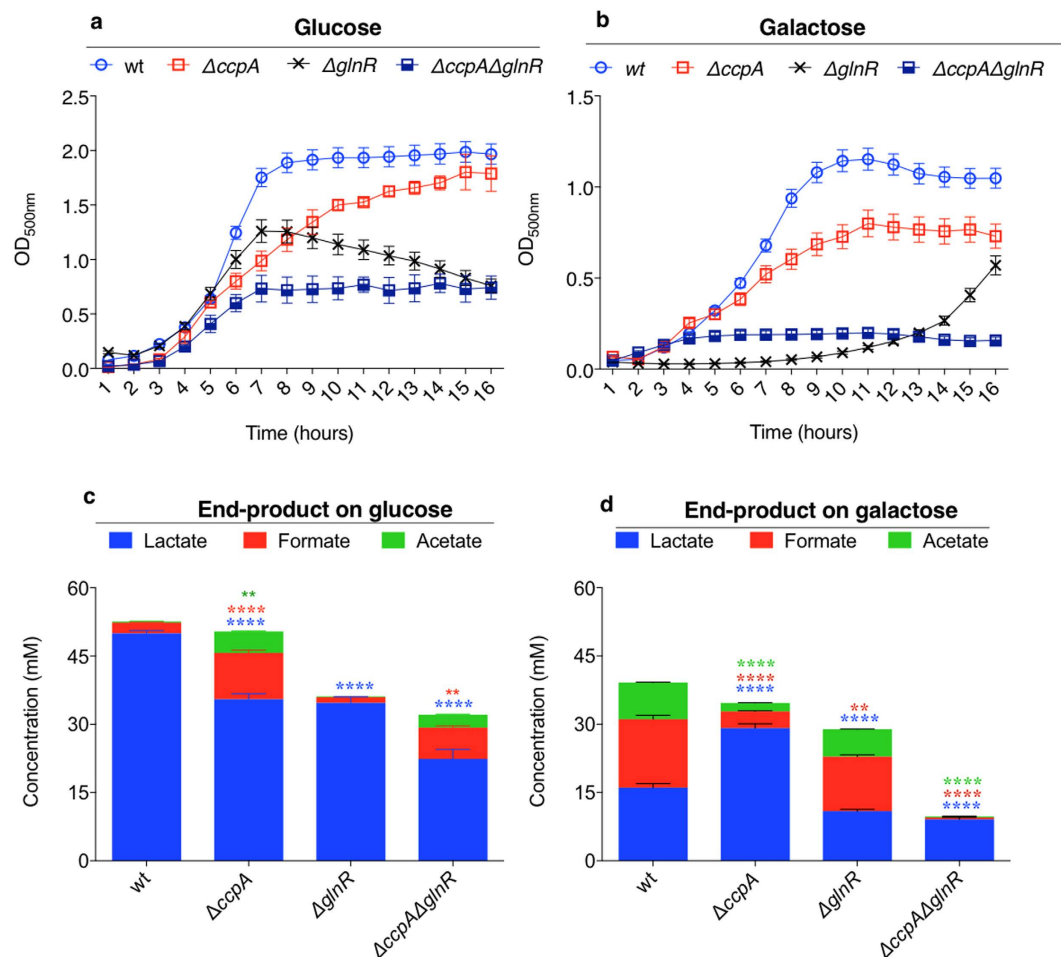 a
Glucose
wt ΔccpA ΔglnR ΔccpAΔglnR
2.5
2.0
1.5
1.0
0.5
0.0
OD500nm
1 2 3 4 5 6 7 8 9 10 11 12 13 14 15 16
Time (hours)
b
Galactose
wt ΔccpA ΔglnR ΔccpAΔglnR
1.5
1.0
0.5
0.0
OD500nm
1 2 3 4 5 6 7 8 9 10 11 12 13 14 15 16
Time (hours)
c
End-product on glucose
Lactate Formate Acetate
60
45
30
15
0
Concentration (mM)
**
****
****
****
**
****
wt ΔccpA ΔglnR ΔccpAΔglnR
d
End-product on galactose
Lactate Formate Acetate
60
45
30
15
0
Concentration (mM)
****
****
****
**
****
****
****
****
wt ΔccpA ΔglnR ΔccpAΔglnR